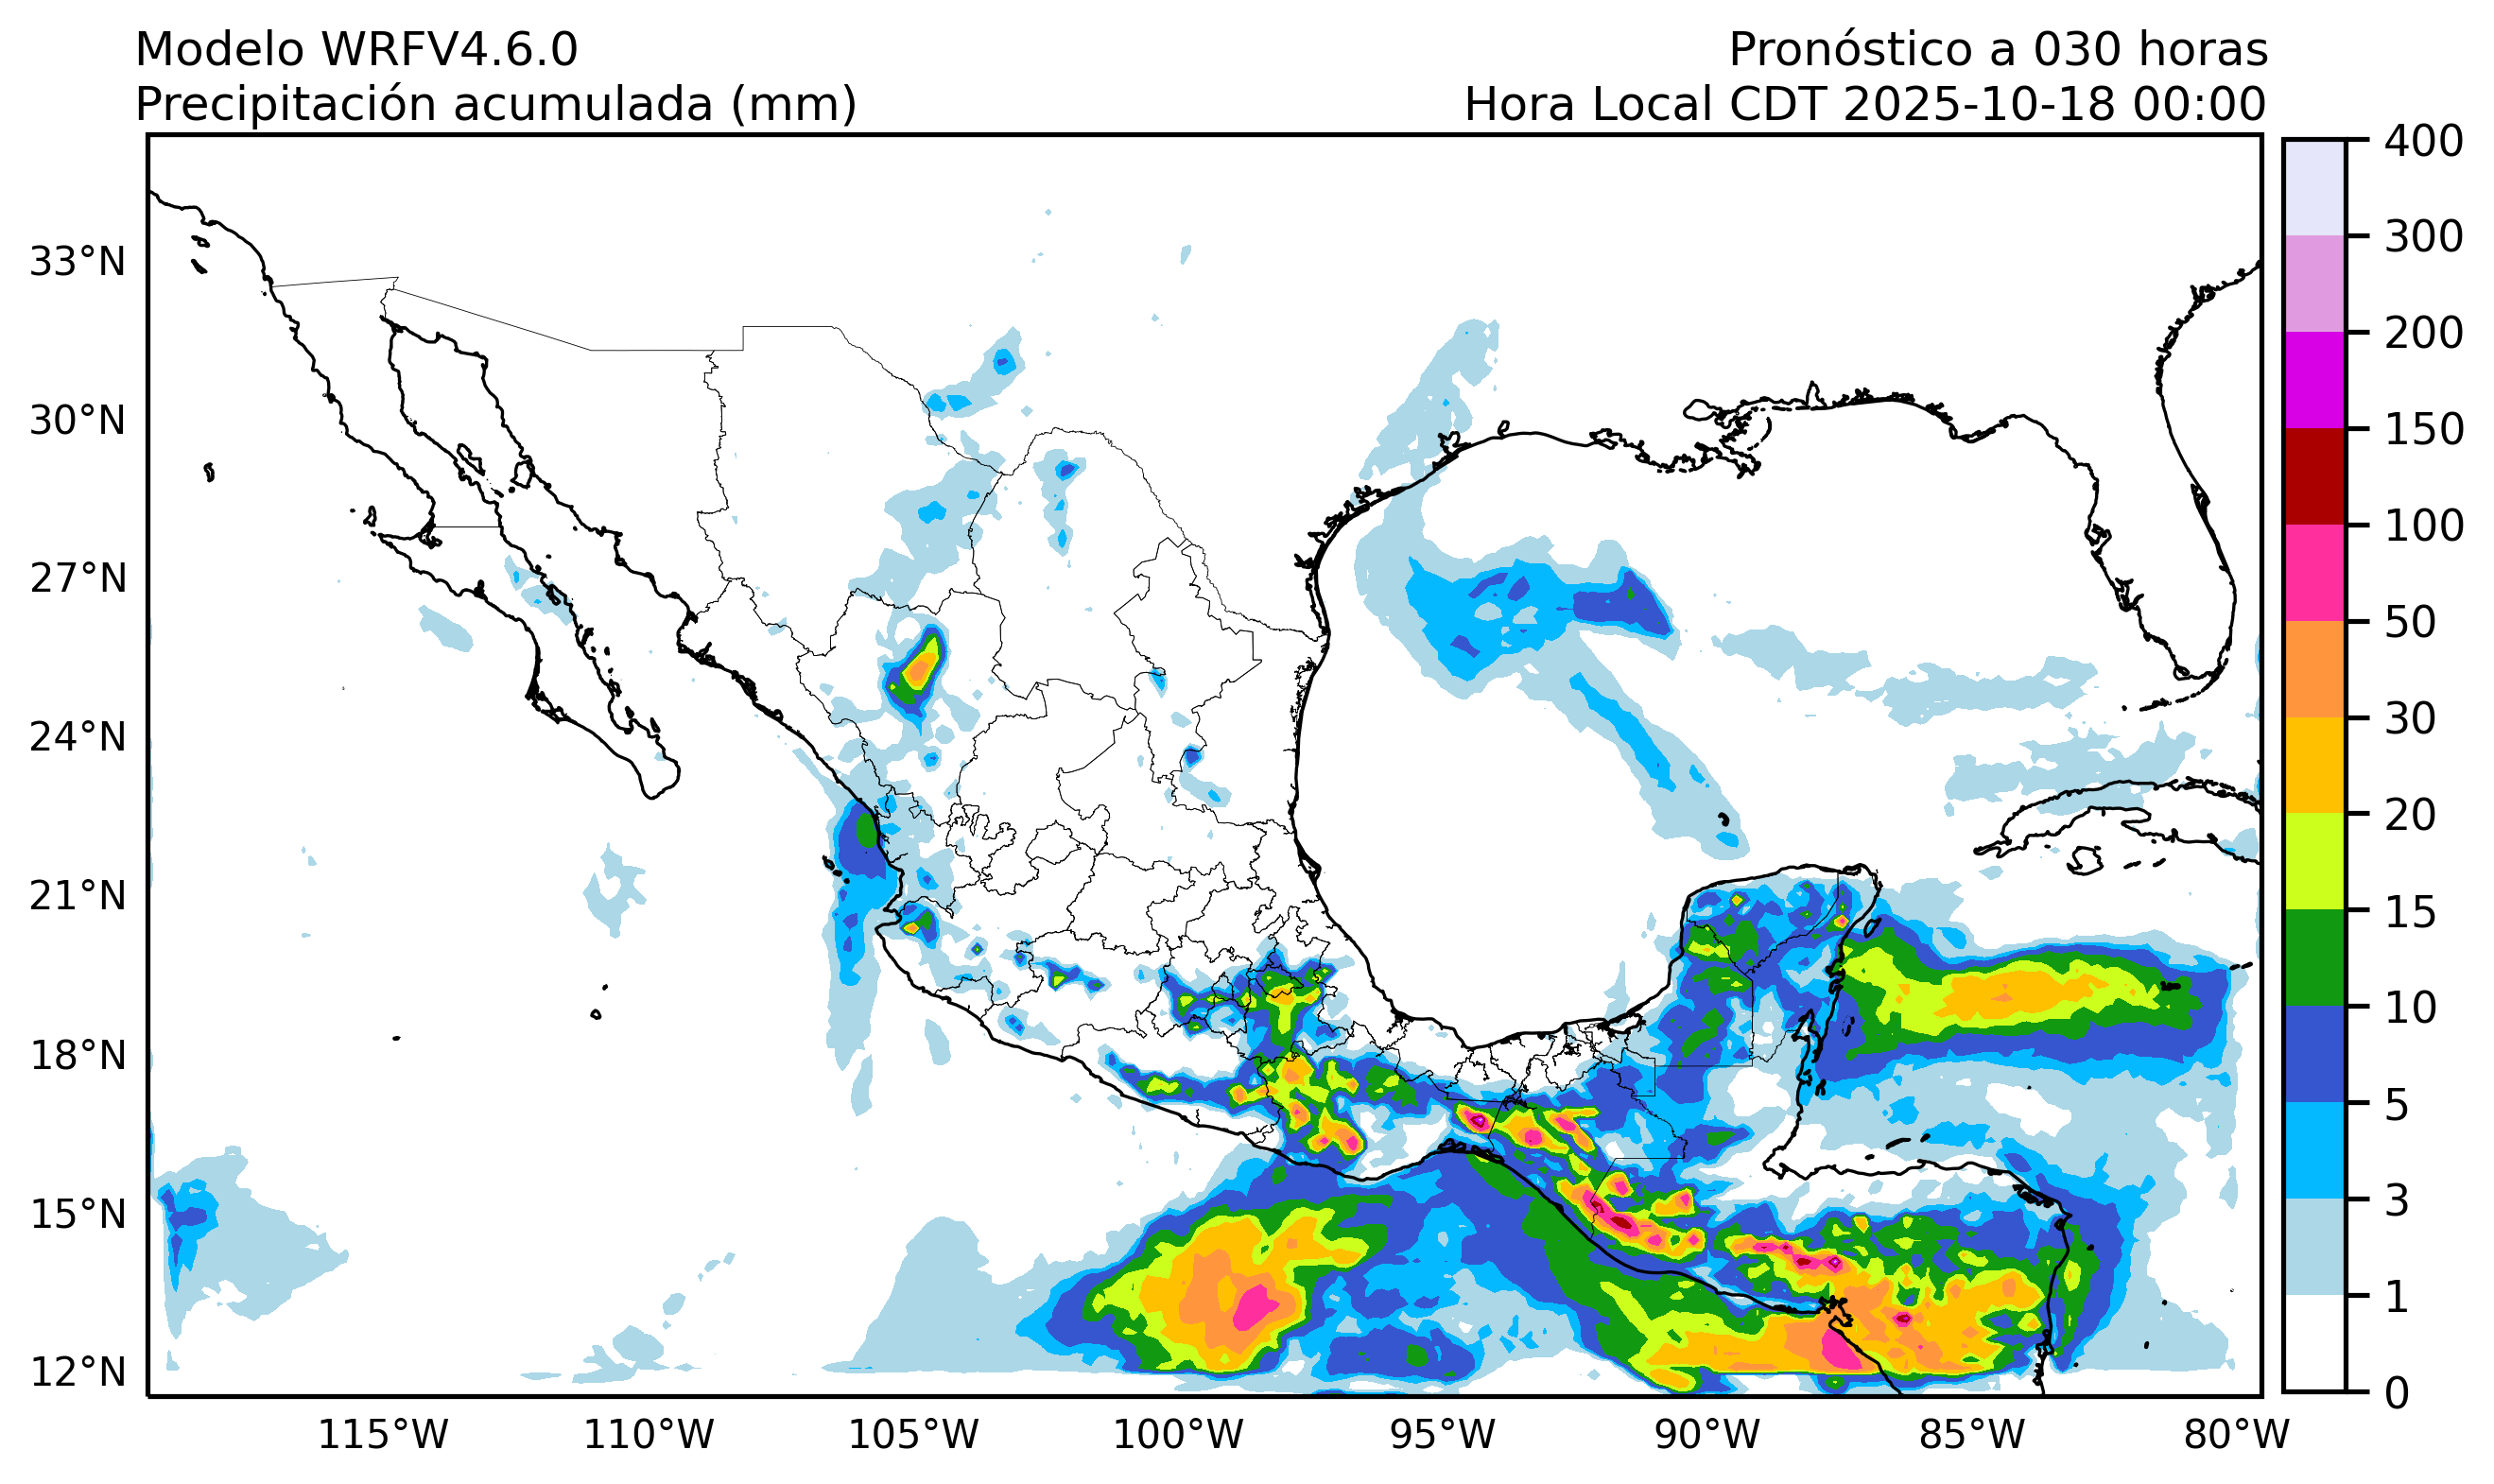 Modelo WRFV4.6.0
Pronóstico a 030 horas
Precipitación acumulada (mm)
Hora Local CDT 2025-10-18 00:00
33°N
30°N
27°N
24°N
21°N
18°N
15°N
12°N
115°W
110°W
105°W
100°W
95°W
90°W
85°W
80°W
400
300
200
150
100
50
30
20
15
10
5
3
1
0